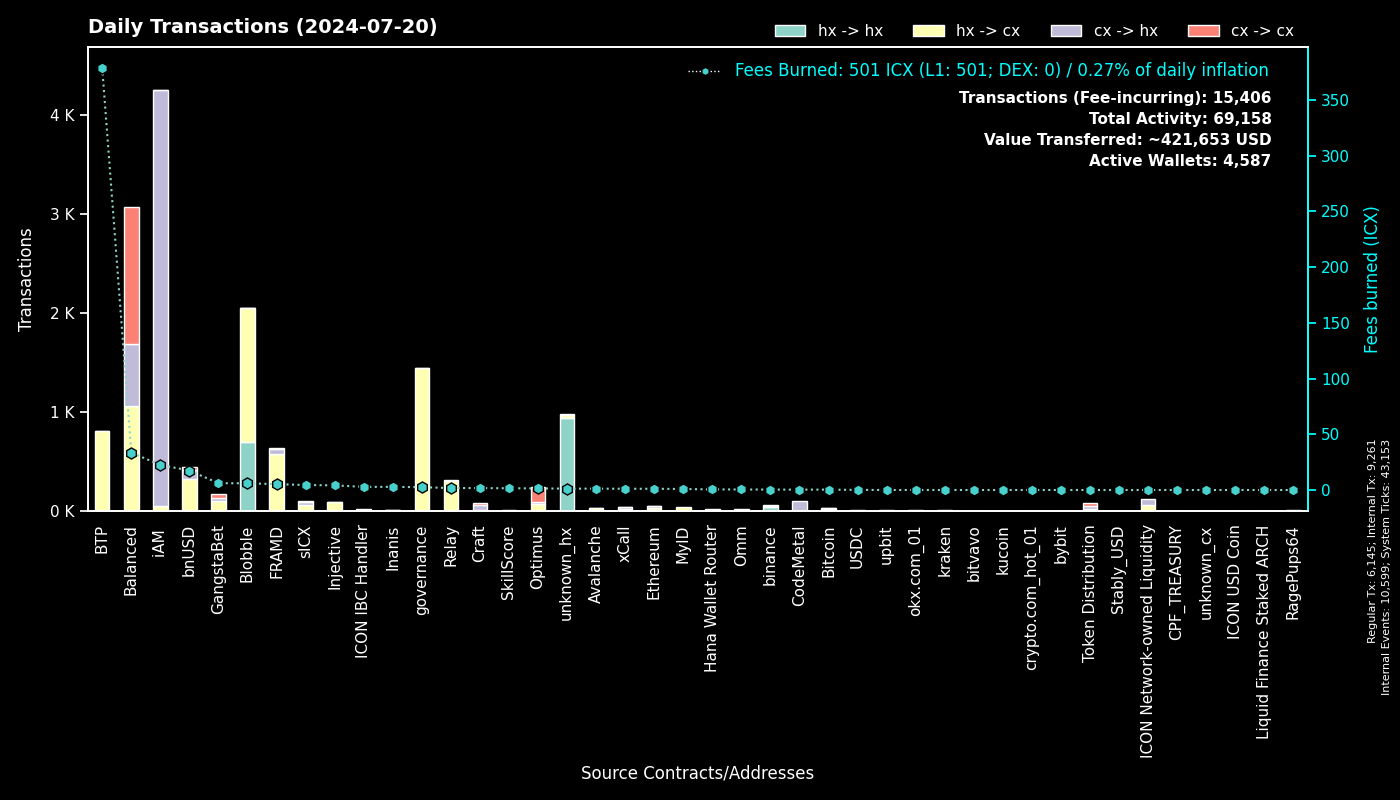 Daily Transactions (2024-07-20)
hx -> hx
hx -> cx
cx -> hx
cx -> cx
Fees Burned: 501 ICX (L1: 501; DEX: 0) / 0.27% of daily inflation
Transactions (Fee-incurring): 15,406
Total Activity: 69,158
Value Transferred: ~421,653 USD
Active Wallets: 4,587
Transactions
4 K
3 K
2 K
1 K
0 K
350
300
250
200
150
100
50
0
Fees burned (ICX)
BTP
Balanced
iAM
bnUSD
GangstaBet
Blobble
FRAMD
sICX
Injective
ICON IBC Handler
Inanis
governance
Relay
Craft
SkillScore
Optimus
unknown_hx
Avalanche
xCall
Ethereum
MyID
Hana Wallet Router
Omm
binance
CodeMetal
Bitcoin
USDC
upbit
okx.com_01
kraken
bitvavo
kucoin
crypto.com_hot_01
bybit
Token Distribution
Stably_USD
ICON Network-owned Liquidity
CPF_TREASURY
unknown_cx
ICON USD Coin
Liquid Finance Staked ARCH
RagePups64
Source Contracts/Addresses
Regular Tx: 6,145; Internal Tx: 9,261
Internal Events: 10,599; System Ticks: 43,153